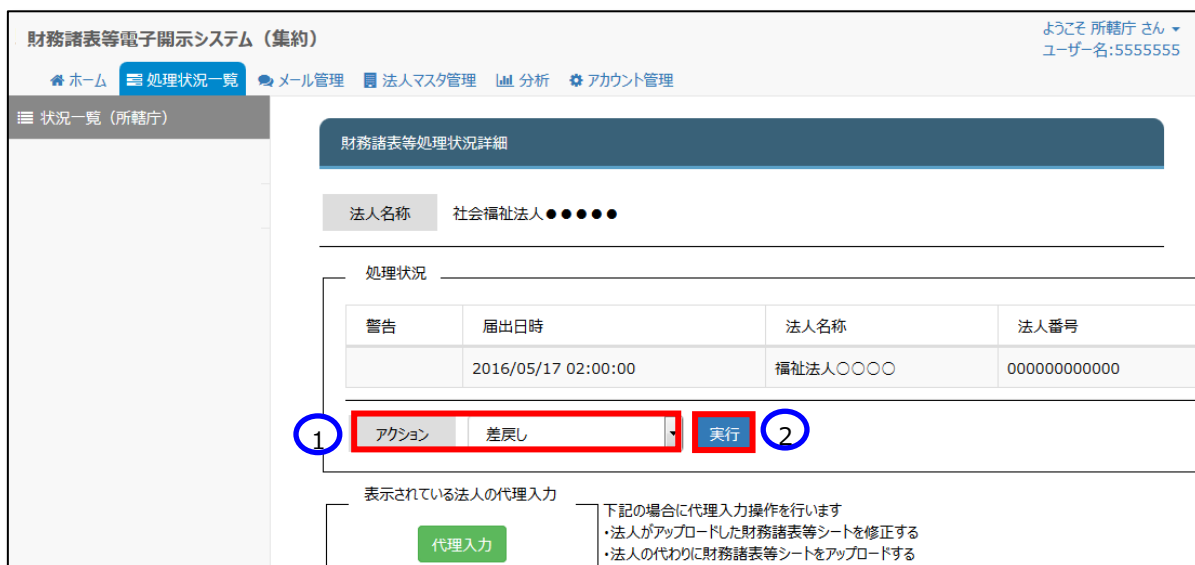 財務諸表等電子開示システム（集約）
ようこそ 所轄庁 さん
ユーザー名:5555555
ホーム 処理状況一覧 メール管理 法人マスタ管理 分析 アカウント管理
状況一覧（所轄庁）
財務諸表等処理状況詳細
法人名称 社会福祉法人●●●●●
処理状況
警告 届出日時 法人名称 法人番号
2016/05/17 02:00:00 福祉法人○○○○ 000000000000
1 アクション 差戻し 実行 2
表示されている法人の代理入力
下記の場合に代理入力操作を行います
代理入力
・法人がアップロードした財務諸表等シートを修正する
・法人の代わりに財務諸表等シートをアップロードする